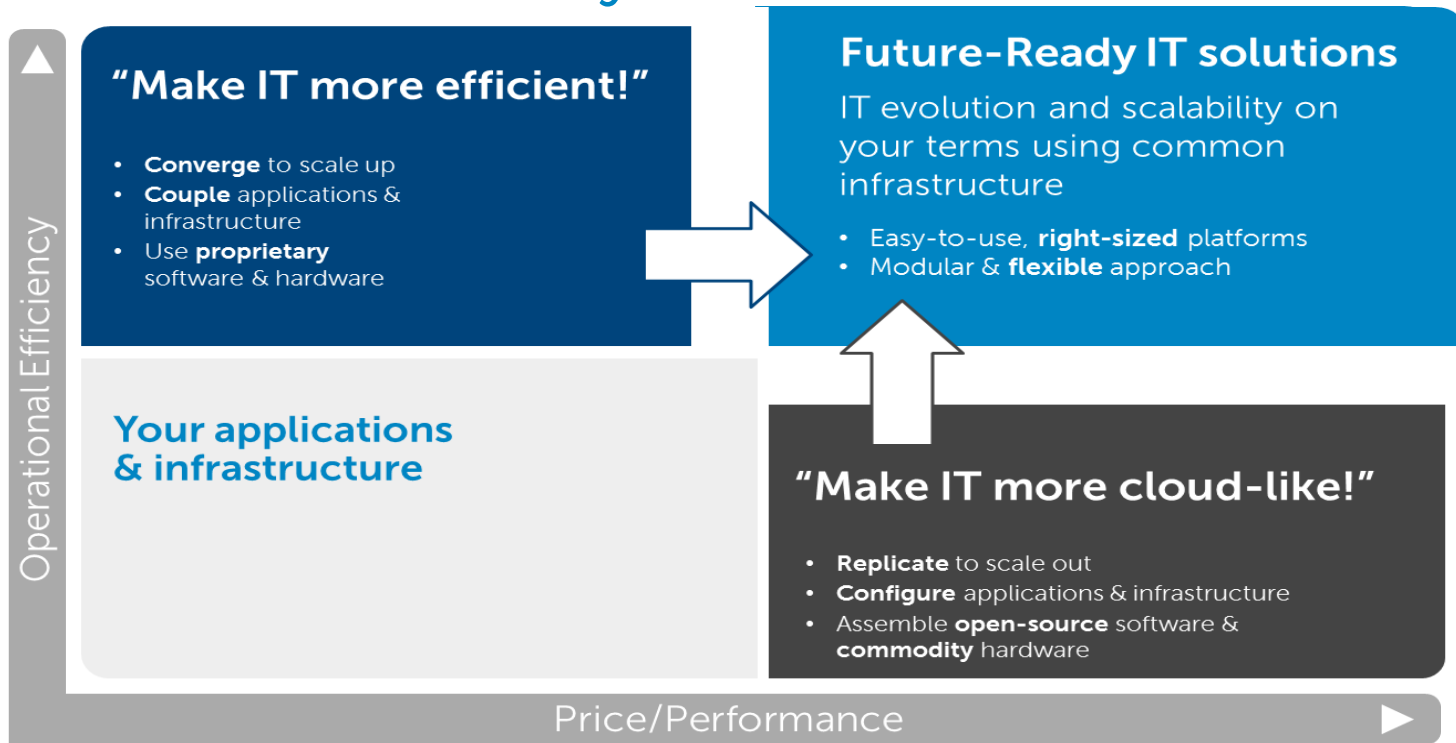 “Make IT more efficient!”
• Converge to scale up
• Couple applications &
infrastructure
• Use proprietary
software & hardware
Future-Ready IT solutions
IT evolution and scalability on
your terms using common
infrastructure
• Easy-to-use, right-sized platforms
• Modular & flexible approach
Your applications
& infrastructure
“Make IT more cloud-like!”
• Replicate to scale out
• Configure applications & infrastructure
• Assemble open-source software &
commodity hardware
Operational Efficiency
Price/Performance